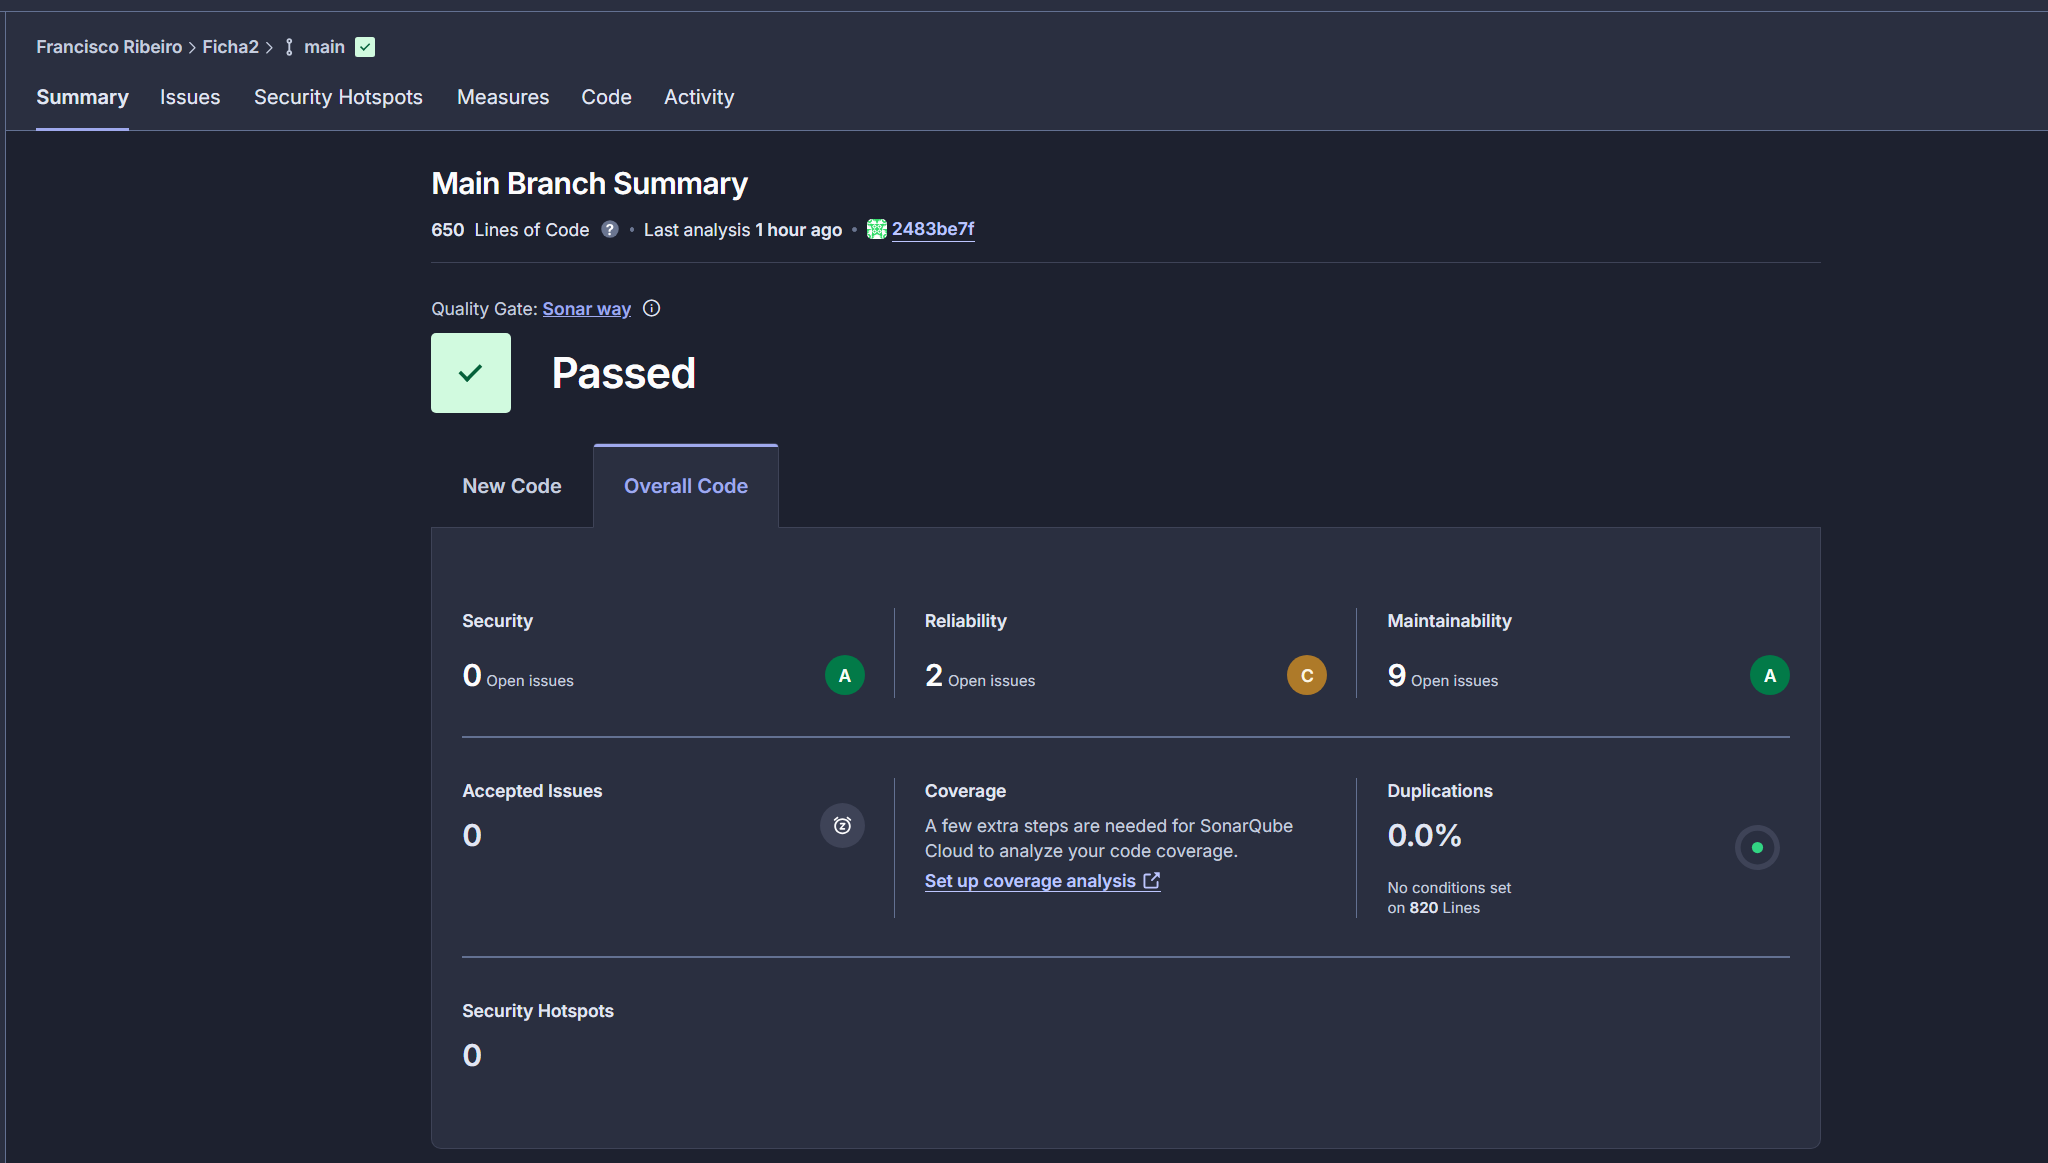 Francisco Ribeiro > Ficha2 > main
Summary Issues Security Hotspots Measures Code Activity
Main Branch Summary
650 Lines of Code ? • Last analysis 1 hour ago • 2483be7f
Quality Gate: Sonar way
Passed
New Code Overall Code
Security
0 Open issues A
Reliability
2 Open issues C
Maintainability
9 Open issues A
Accepted Issues
0
Coverage
A few extra steps are needed for SonarQube
Cloud to analyze your code coverage.
Set up coverage analysis
Duplications
0.0%
No conditions set
on 820 Lines
Security Hotspots
0